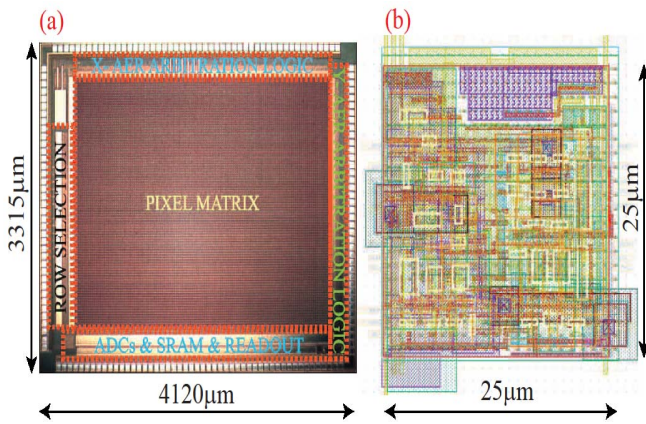 (a)
(b)
X- AER ARBITRATION LOGIC
Y- AER ARBITRATION LOGIC
3315µm
ROW SELECTION
PIXEL MATRIX
25µm
ADCs & SRAM & READOUT
4120µm
25µm